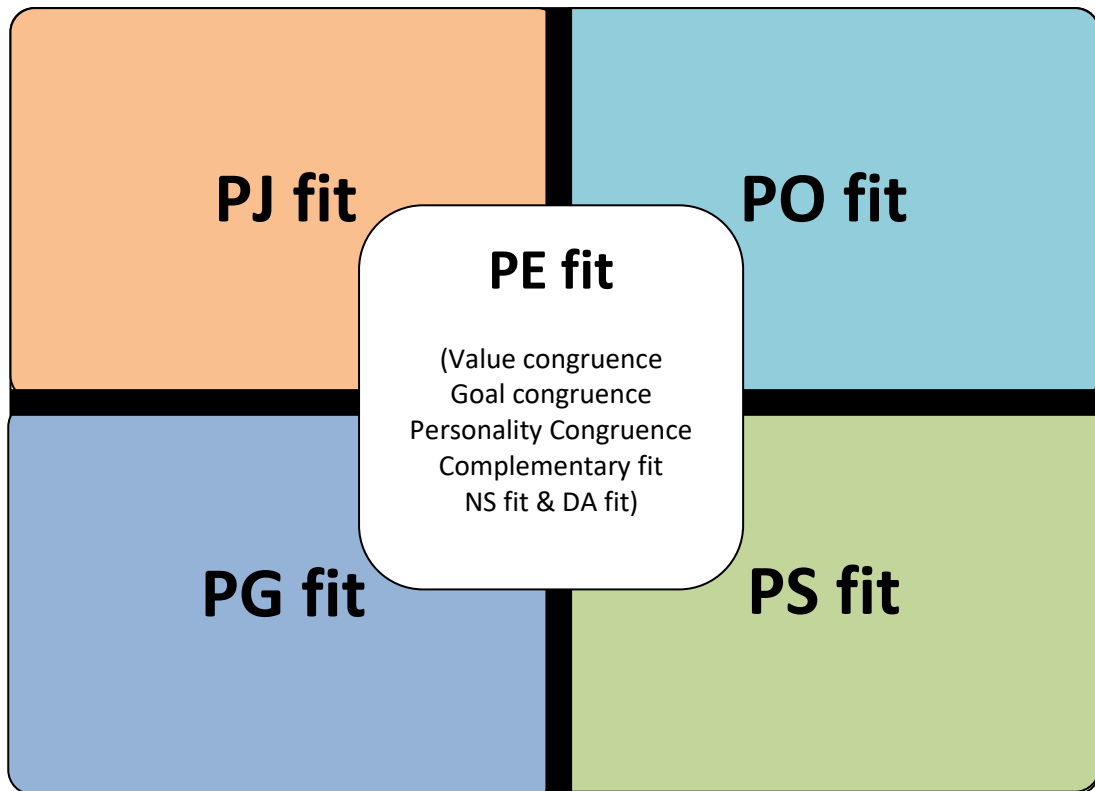 PJ fit
PO fit
PE fit
(Value congruence
Goal congruence
Personality Congruence
Complementary fit
NS fit & DA fit)
PG fit
PS fit